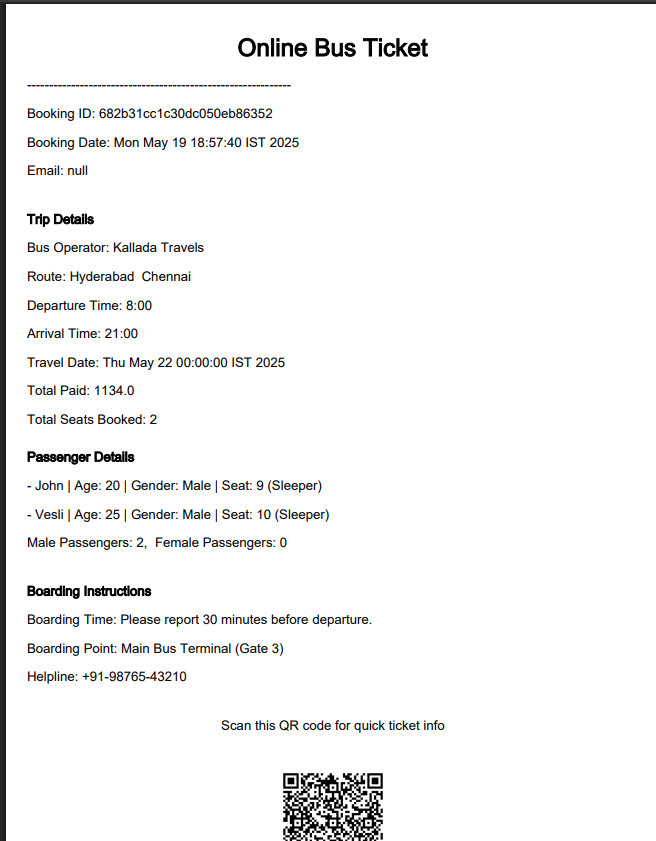 Online Bus Ticket
-------------------------------------------------------------
Booking ID: 682b31cc1c30dc050eb86352
Booking Date: Mon May 19 18:57:40 IST 2025
Email: null
Trip Details
Bus Operator: Kallada Travels
Route: Hyderabad  Chennai
Departure Time: 8:00
Arrival Time: 21:00
Travel Date: Thu May 22 00:00:00 IST 2025
Total Paid: 1134.0
Total Seats Booked: 2
Passenger Details
- John | Age: 20 | Gender: Male | Seat: 9 (Sleeper)
- Vesli | Age: 25 | Gender: Male | Seat: 10 (Sleeper)
Male Passengers: 2,  Female Passengers: 0
Boarding Instructions
Boarding Time: Please report 30 minutes before departure.
Boarding Point: Main Bus Terminal (Gate 3)
Helpline: +91-98765-43210
Scan this QR code for quick ticket info